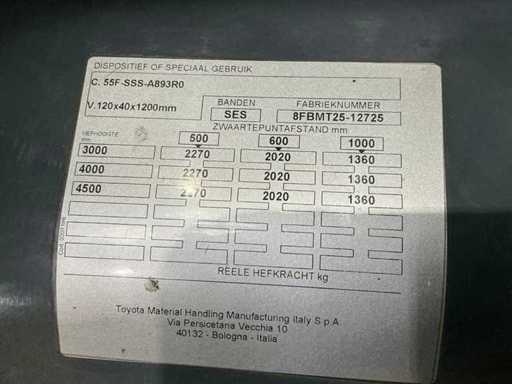 DISPOSITIEF OF SPECIAAL GEBRUIK
C. 55F-SSS-A893R0
V.120x40x1200mm
BANDEN FABRIEKNUMMER
SES 8FBMT25-12725
ZWAARTEPUNTAFSTAND mm
HEFHOOGTE 500 600 1000
3000 2270 2020 1360
4000 2270 2020 1360
4500 2270 2020 1360
REELE HEFKRACHT kg
Toyota Material Handling Manufacturing Italy S.p.A
Via Persicetana Vecchia 10
40132 - Bologna - Italia